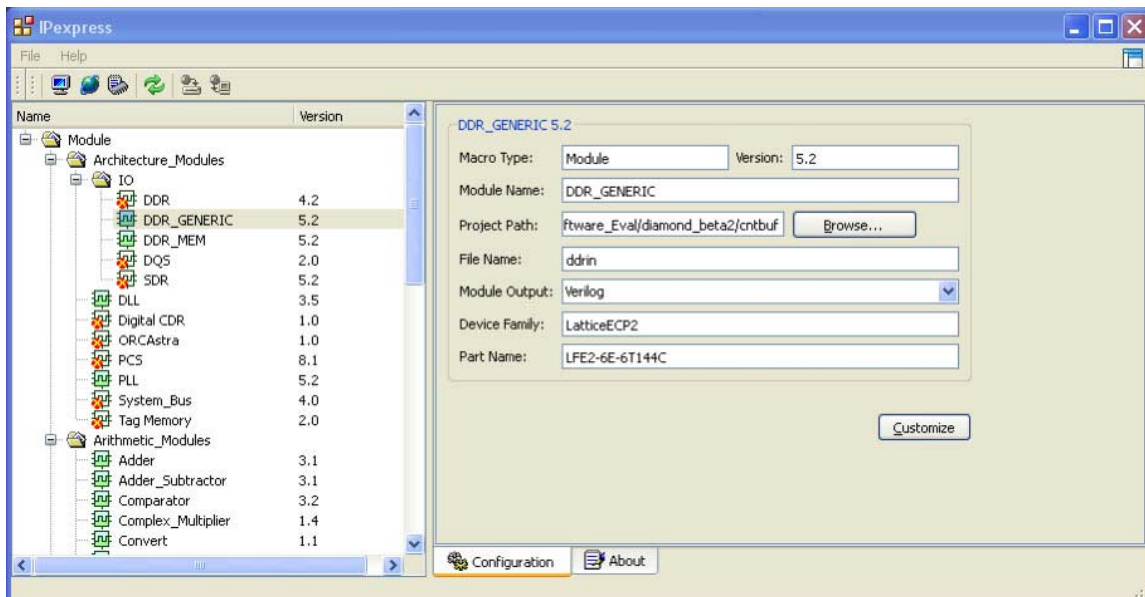 IPexpress
File Help
Name Version
Module
Architecture_Modules
IO
DDR 4.2
DDR_GENERIC 5.2
DDR_MEM 5.2
DQS 2.0
SDR 5.2
DLL 3.5
Digital CDR 1.0
ORCAstra 1.0
PCS 8.1
PLL 5.2
System_Bus 4.0
Tag Memory 2.0
Arithmetic_Modules
Adder 3.1
Adder_Subtractor 3.1
Comparator 3.2
Complex_Multiplier 1.4
Convert 1.1
DDR_GENERIC 5.2
Macro Type: Module Version: 5.2
Module Name: DDR_GENERIC
Project Path: ftware_Eval/diamond_beta2/cntbuf Browse...
File Name: ddrin
Module Output: Verilog
Device Family: LatticeECP2
Part Name: LFE2-6E-6T144C
Customize
Configuration About